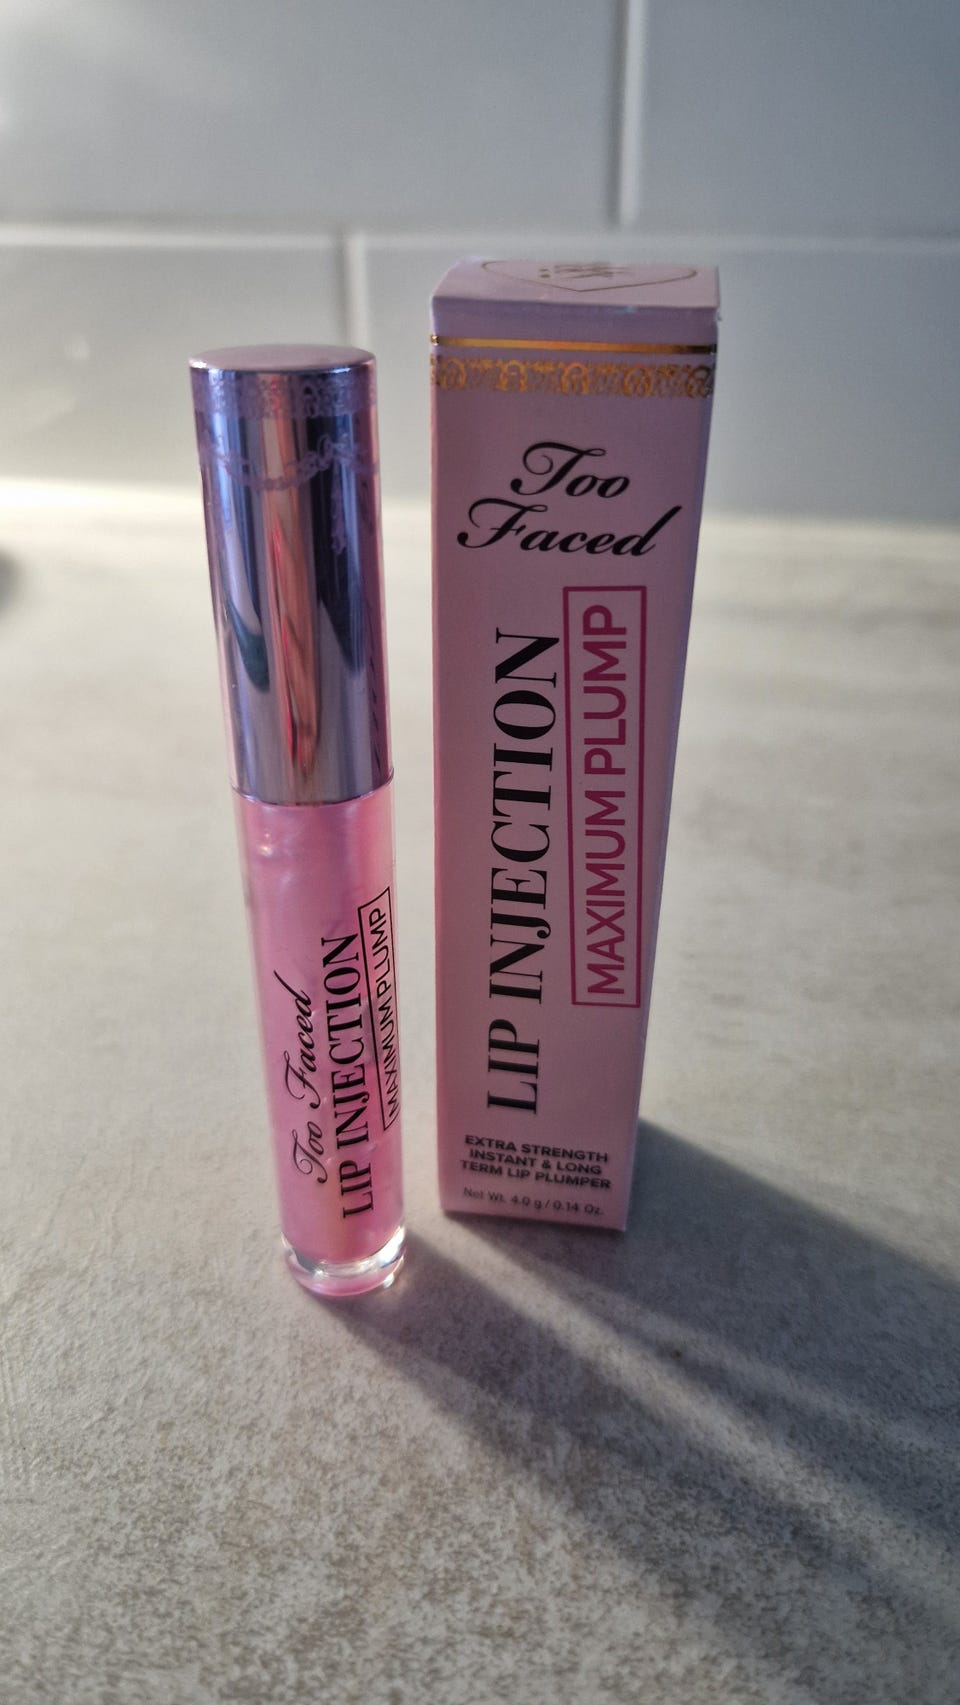 Too Faced
LIP INJECTION
MAXIMUM PLUMP
Too
Faced
LIP INJECTION
MAXIMUM PLUMP
EXTRA STRENGTH
INSTANT & LONG
TERM LIP PLUMPER
Net Wt. 4.0 g / 0.14 Oz.